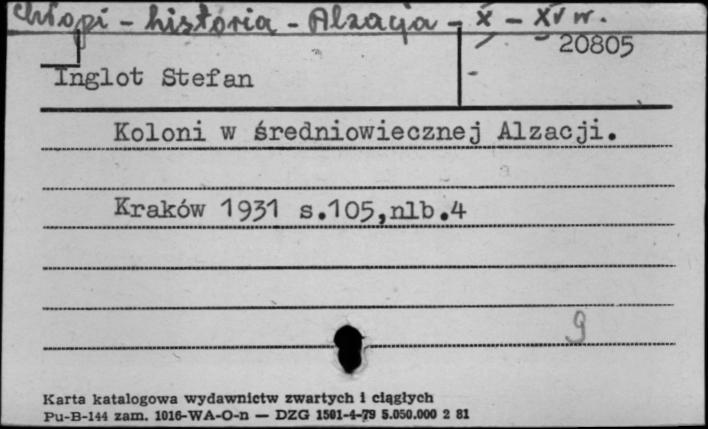 Chłopi - historia - Alzacja - X - XV w.
20805
Inglot Stefan
Koloni w średniowiecznej Alzacji.
Kraków 1931 s.105,nlb.4
9
Karta katalogowa wydawnictw zwartych i ciągłych
Pu-B-144 zam. 1016-WA-O-n — DZG 1501-4-79 5.050.000 2 81